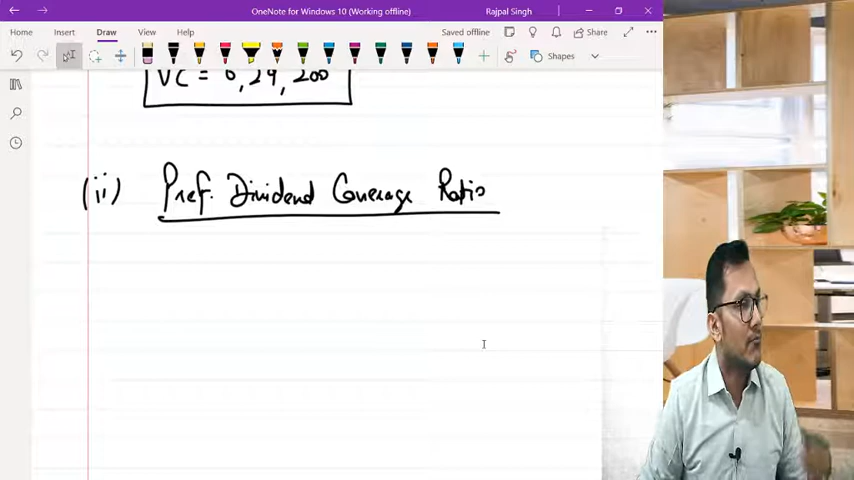 OneNote for Windows 10 (Working offline)
Rajpal Singh
Home Insert Draw View Help
Saved offline
Share
Shapes
VC = 6,24,200
(ii) Pref. Dividend Coverage Ratio